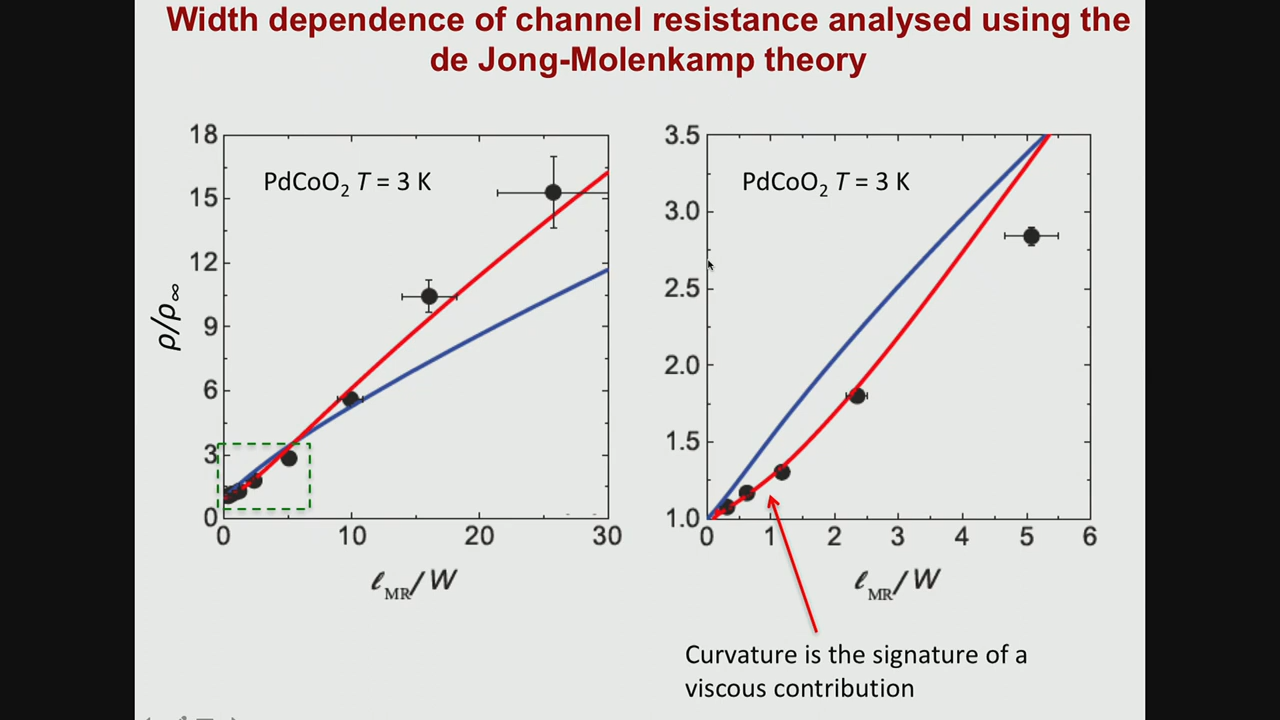 Width dependence of channel resistance analysed using the
de Jong-Molenkamp theory
PdCoO₂ T = 3 K
18
15
12
9
6
3
0
0 10 20 30
ρ/ρ∞
ℓMR/W
PdCoO₂ T = 3 K
3.5
3.0
2.5
2.0
1.5
1.0
0 1 2 3 4 5 6
ℓMR/W
Curvature is the signature of a
viscous contribution